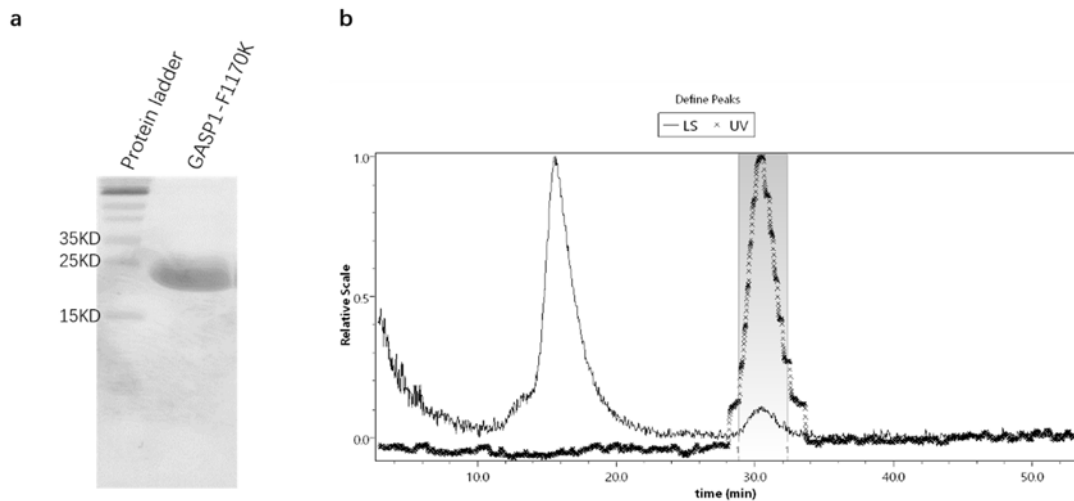 a
b
Protein ladder
GASP1-F1170K
35KD
25KD
15KD
Define Peaks
LS × UV
1.0
0.5
0.0
Relative Scale
10.0 20.0 30.0 40.0 50.0
time (min)